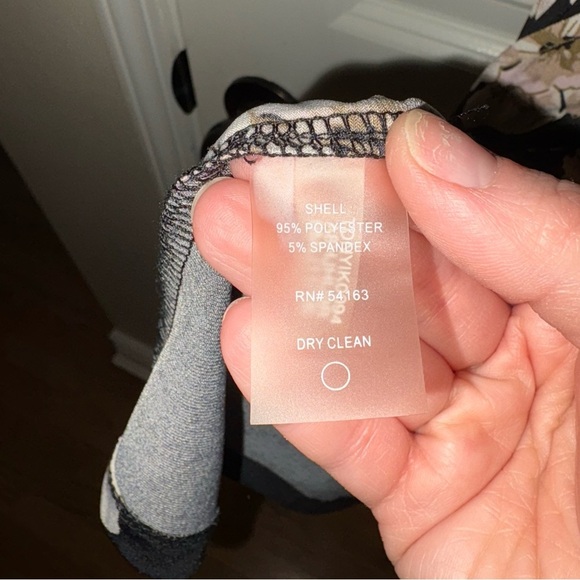 SHELL:
95% POLYESTER
5% SPANDEX
RN# 54163
DRY CLEAN